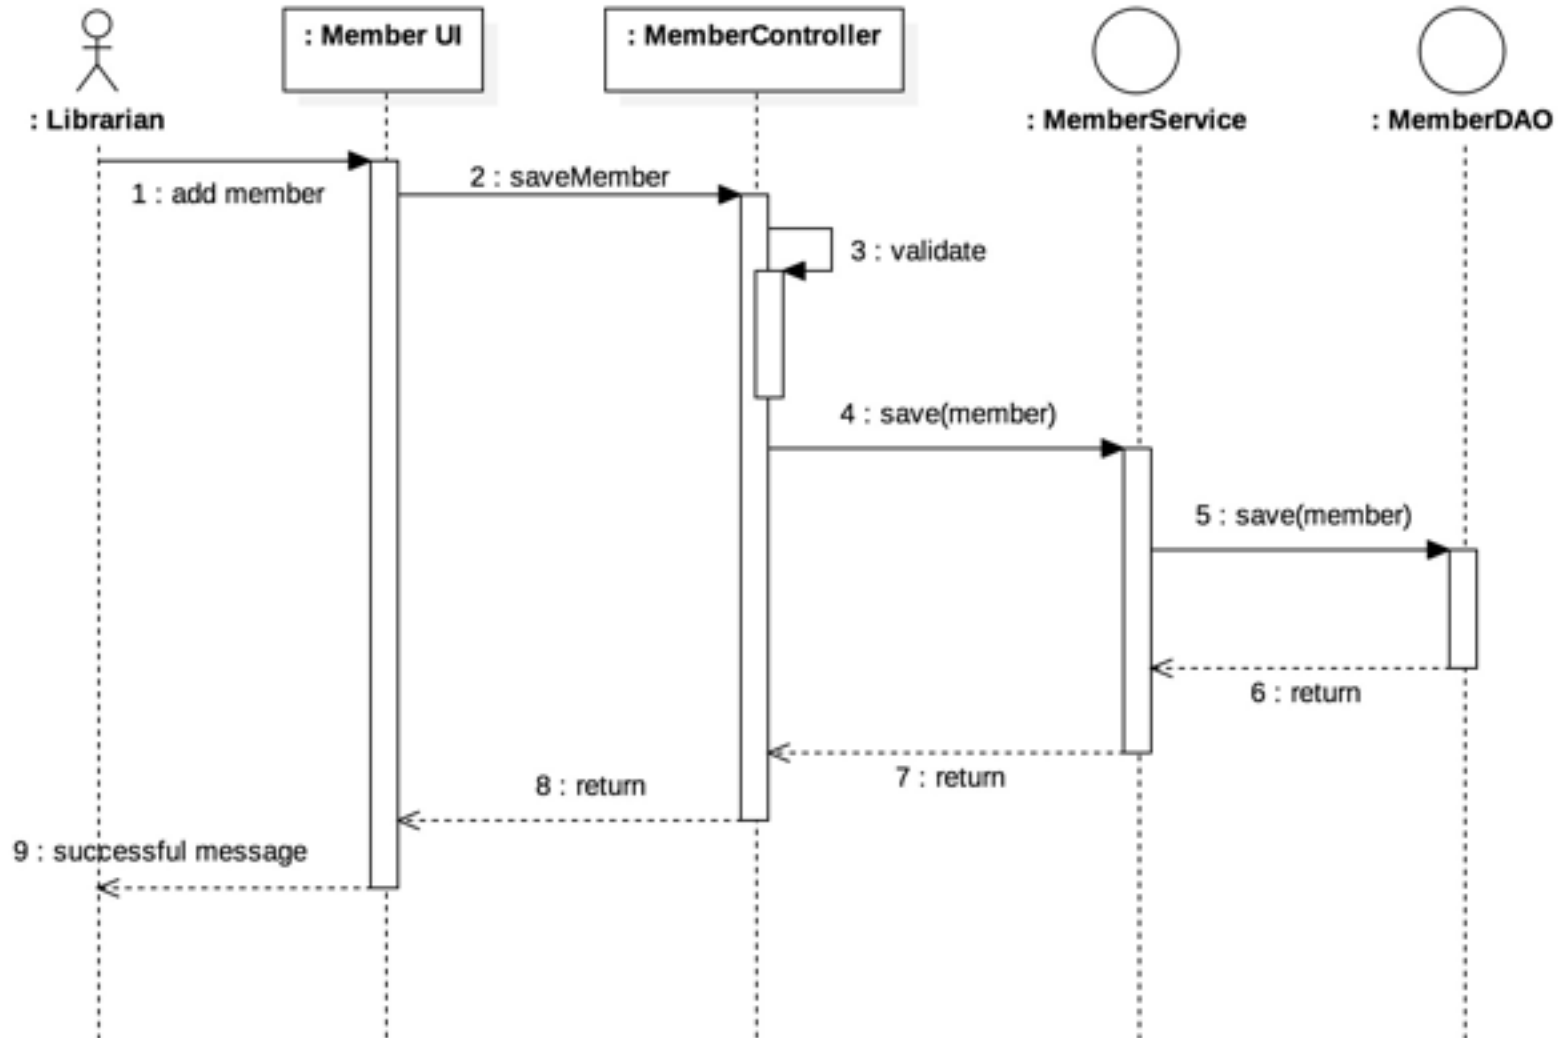 : Librarian
: Member UI
: MemberController
: MemberService
: MemberDAO
1 : add member
2 : saveMember
3 : validate
4 : save(member)
5 : save(member)
6 : return
7 : return
8 : return
9 : successful message